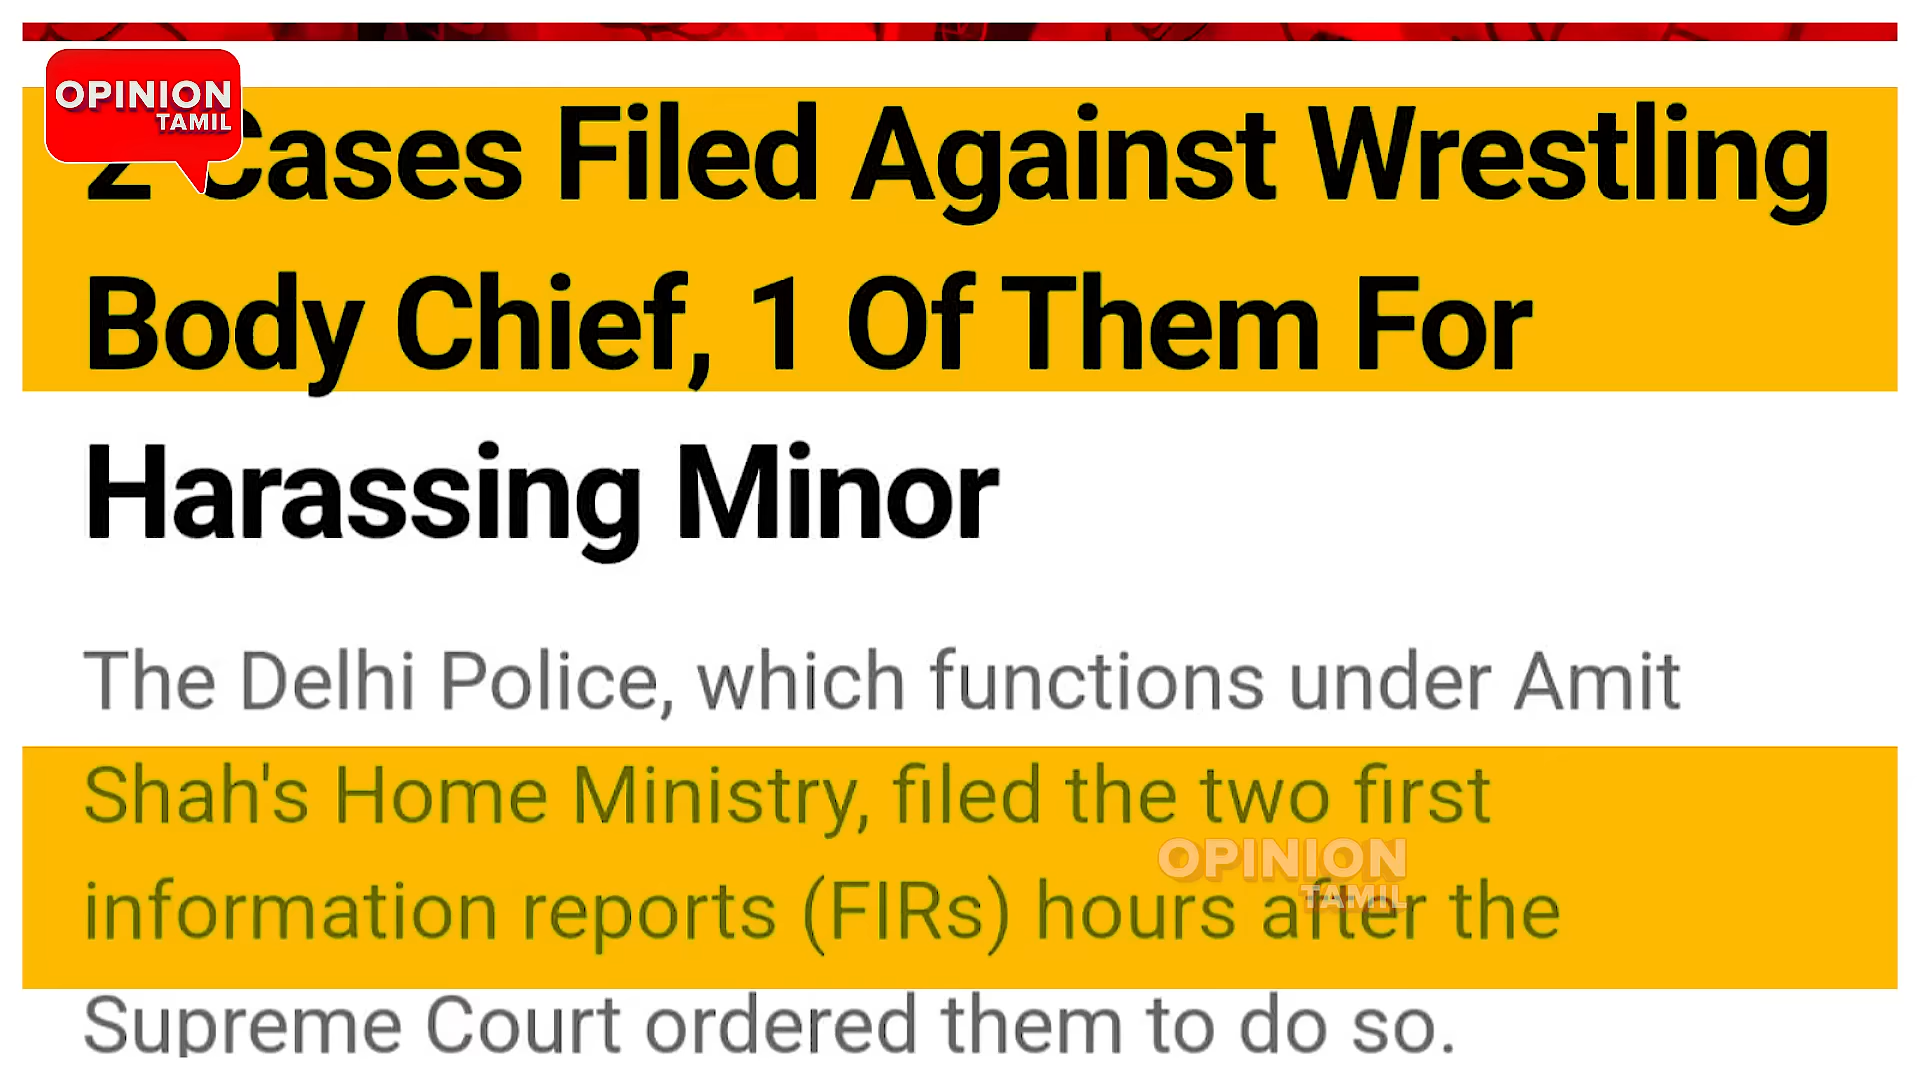 OPINION
TAMIL
2 Cases Filed Against Wrestling
Body Chief, 1 Of Them For
Harassing Minor
The Delhi Police, which functions under Amit
Shah's Home Ministry, filed the two first
OPINION
TAMIL
information reports (FIRs) hours after the
Supreme Court ordered them to do so.